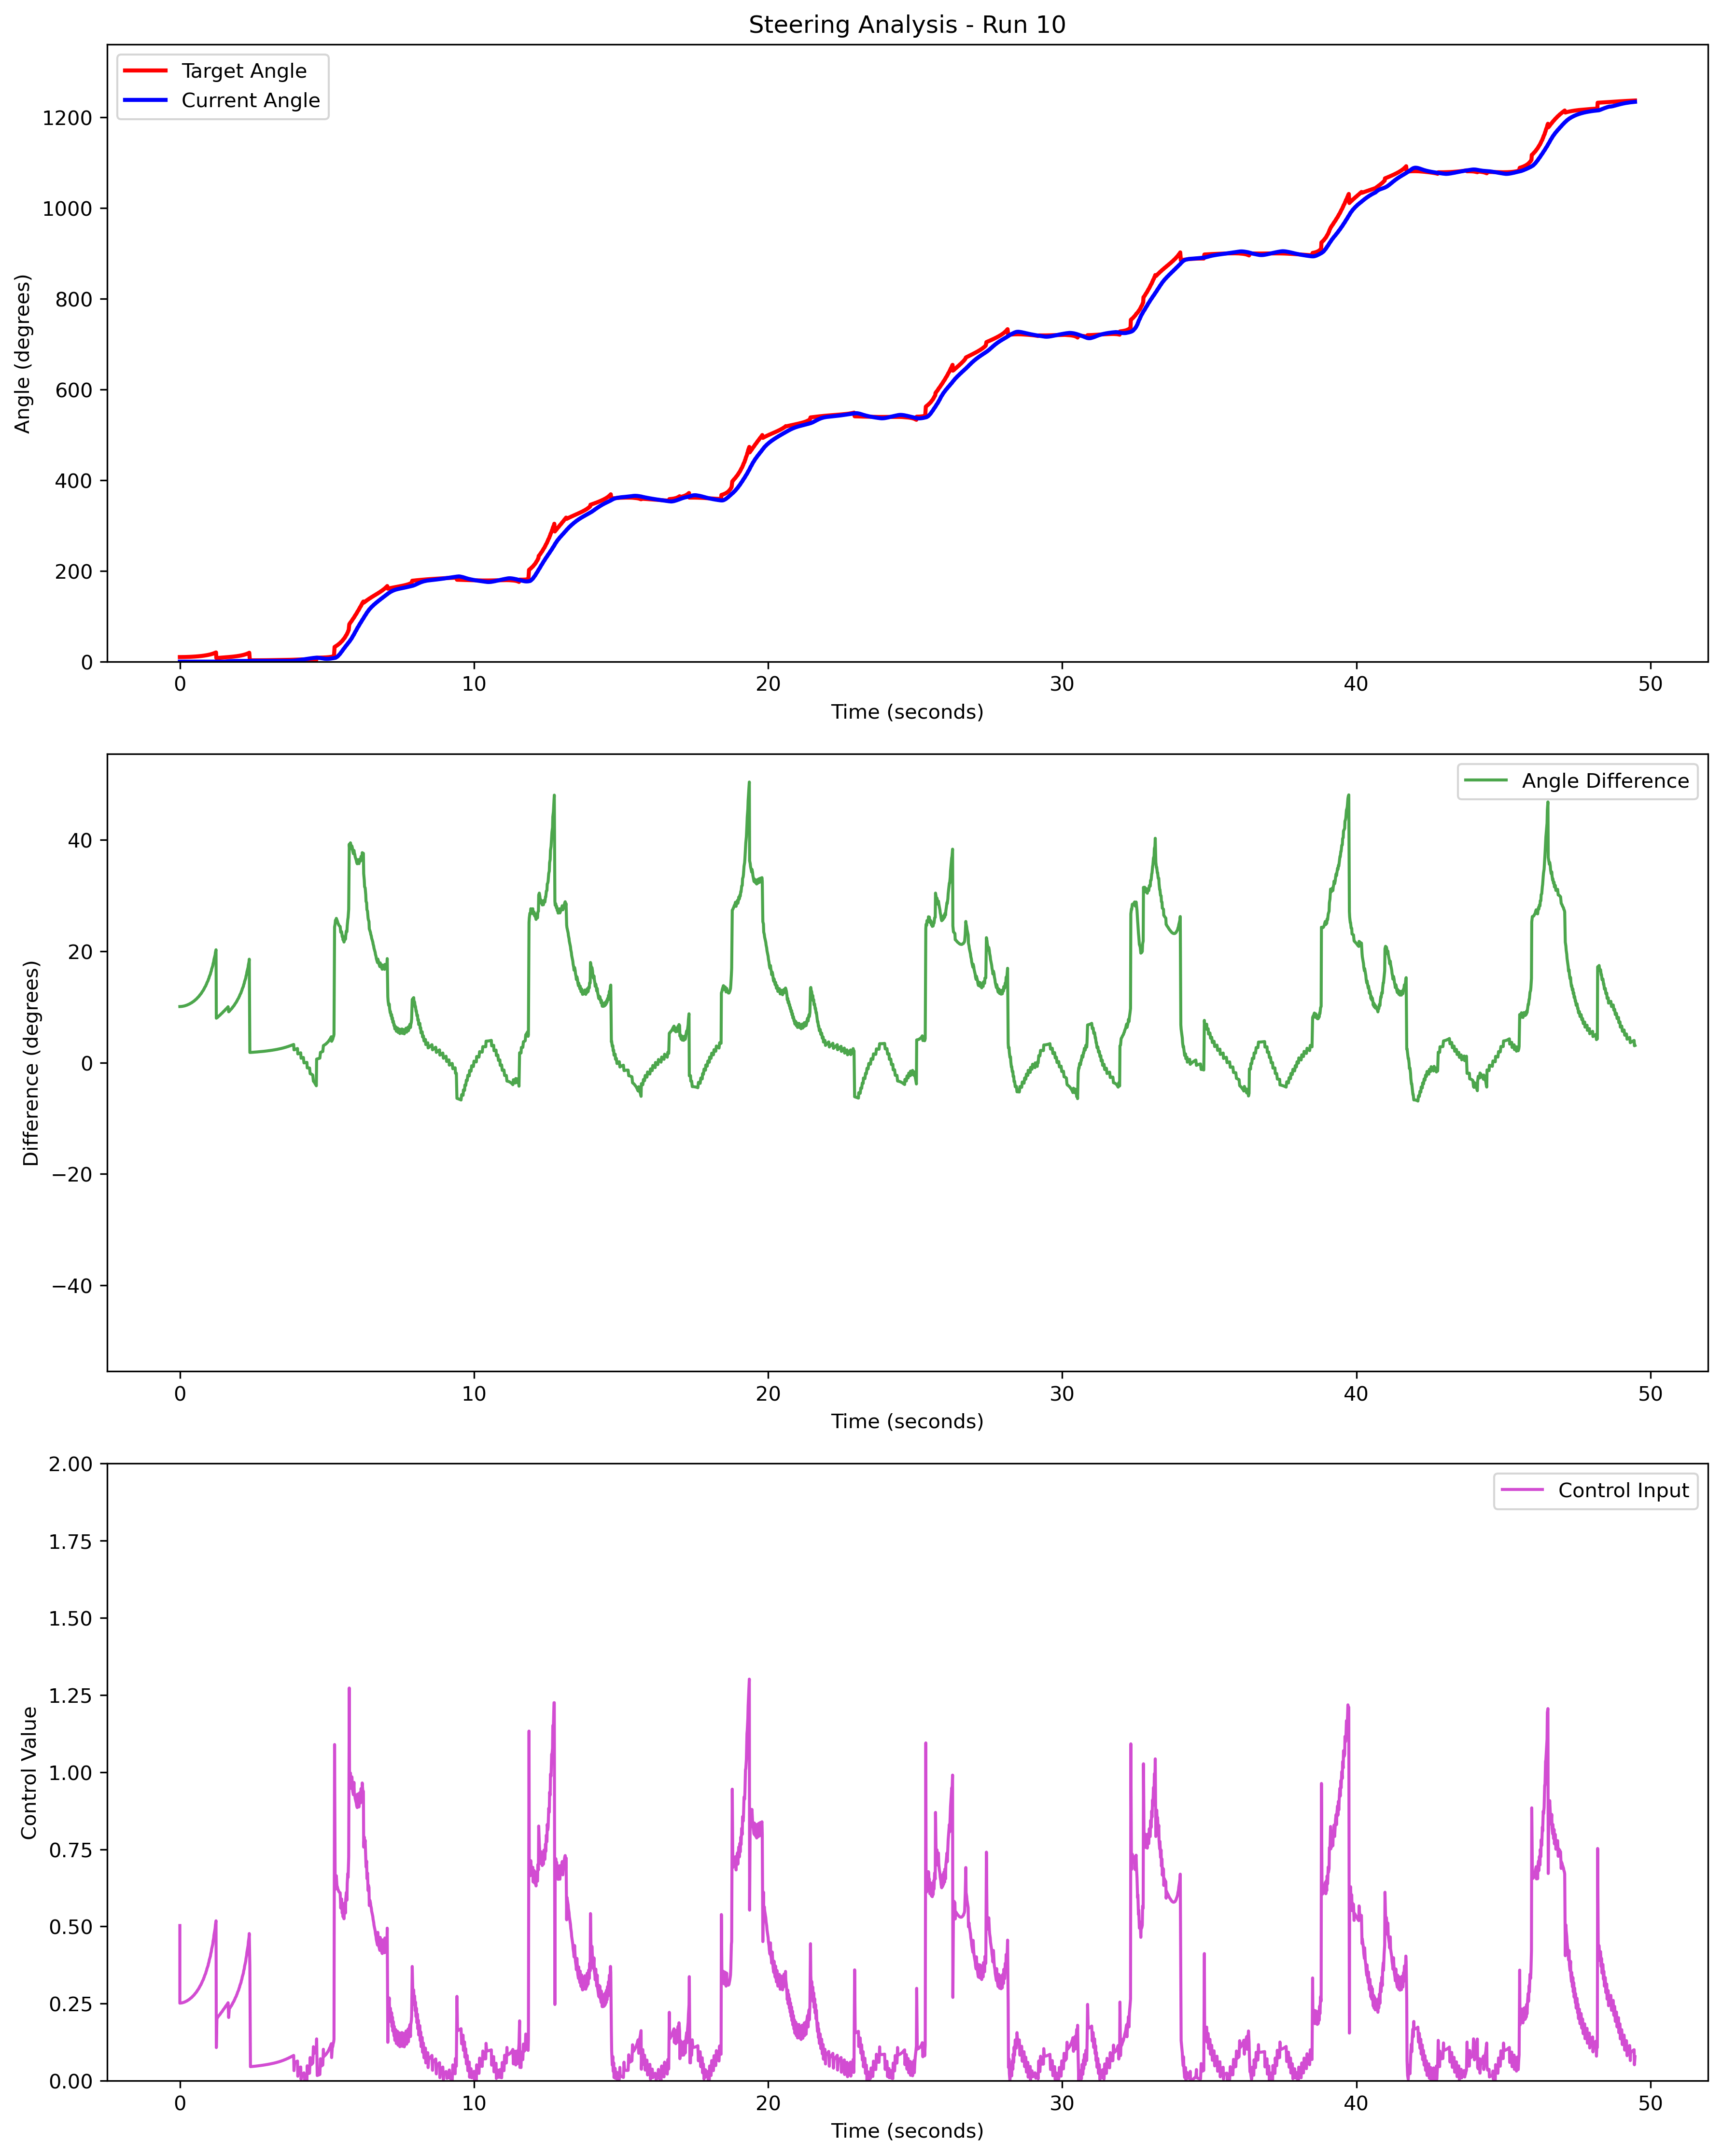 Steering Analysis - Run 10
Target Angle
Current Angle
Angle (degrees)
1200
1000
800
600
400
200
0
0 10 20 30 40 50
Time (seconds)
Angle Difference
Difference (degrees)
40
20
0
−20
−40
0 10 20 30 40 50
Time (seconds)
Control Input
Control Value
2.00
1.75
1.50
1.25
1.00
0.75
0.50
0.25
0.00
0 10 20 30 40 50
Time (seconds)